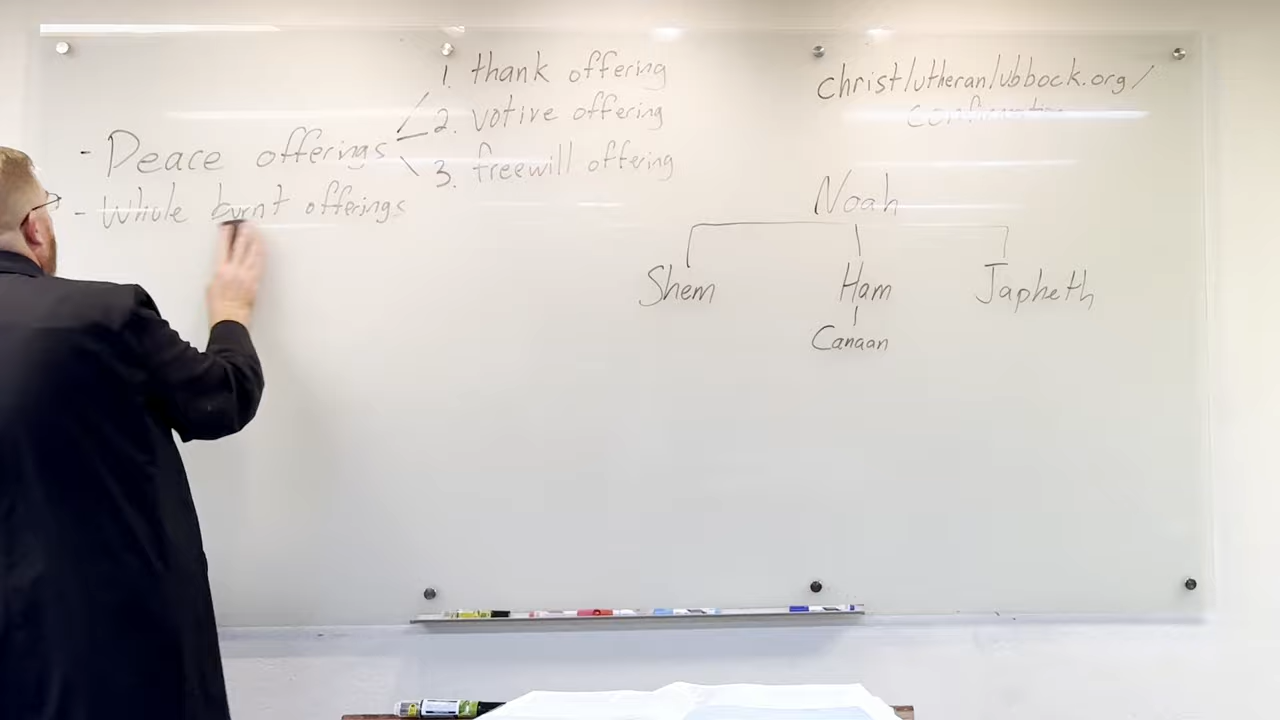 1. thank offering
2. votive offering
3. freewill offering
- Peace offerings
- Whole burnt offerings
christlutheranlubbock.org/
confirmation
Noah
Shem Ham Japheth
Canaan